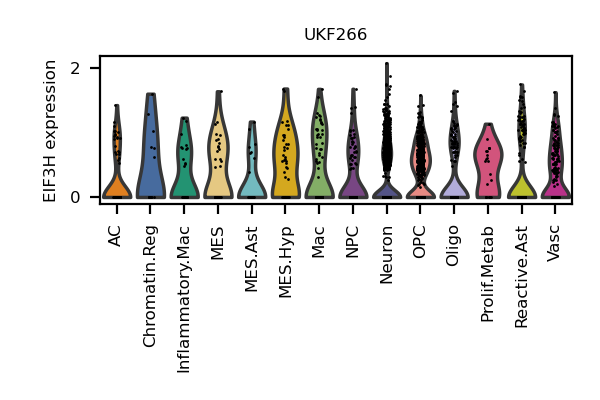 UKF266
EIF3H expression
2
0
AC
Chromatin.Reg
Inflammatory.Mac
MES
MES.Ast
MES.Hyp
Mac
NPC
Neuron
OPC
Oligo
Prolif.Metab
Reactive.Ast
Vasc